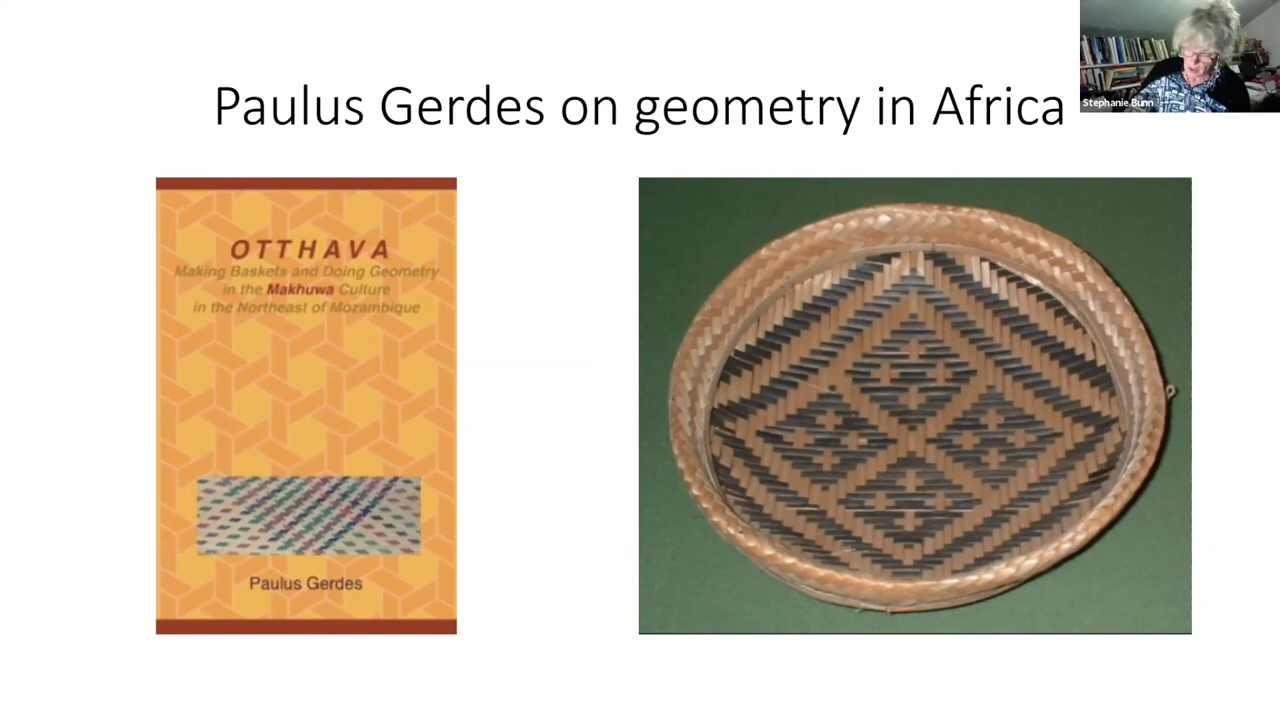 Paulus Gerdes on geometry in Africa
Stephanie Bunn
OTTHAVA
Making Baskets and Doing Geometry
in the Makhuwa Culture
in the Northeast of Mozambique
Paulus Gerdes